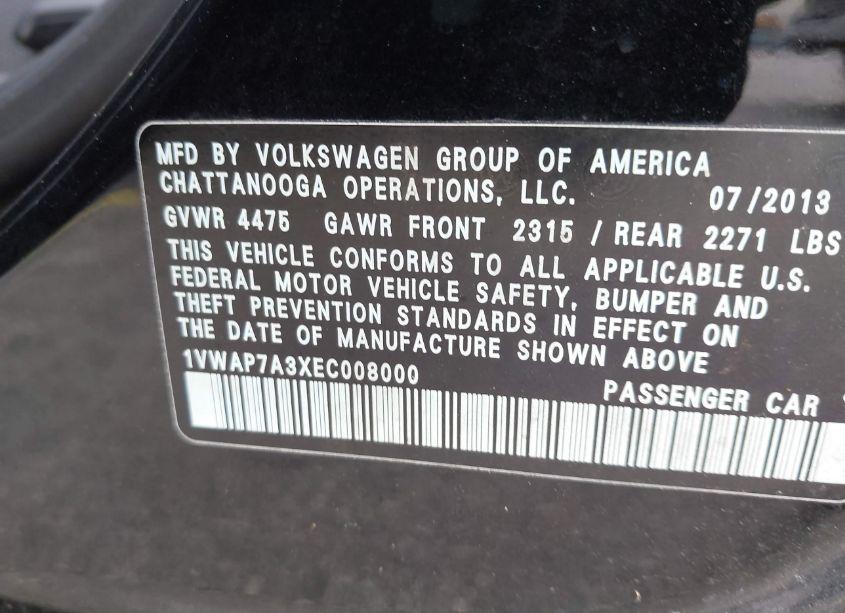 MFD BY VOLKSWAGEN GROUP OF AMERICA
CHATTANOOGA OPERATIONS, LLC. 07/2013
GVWR 4475 GAWR FRONT 2315 / REAR 2271 LBS
THIS VEHICLE CONFORMS TO ALL APPLICABLE U.S.
FEDERAL MOTOR VEHICLE SAFETY, BUMPER AND
THEFT PREVENTION STANDARDS IN EFFECT ON
THE DATE OF MANUFACTURE SHOWN ABOVE
1VWAP7A3XEC008000
PASSENGER CAR